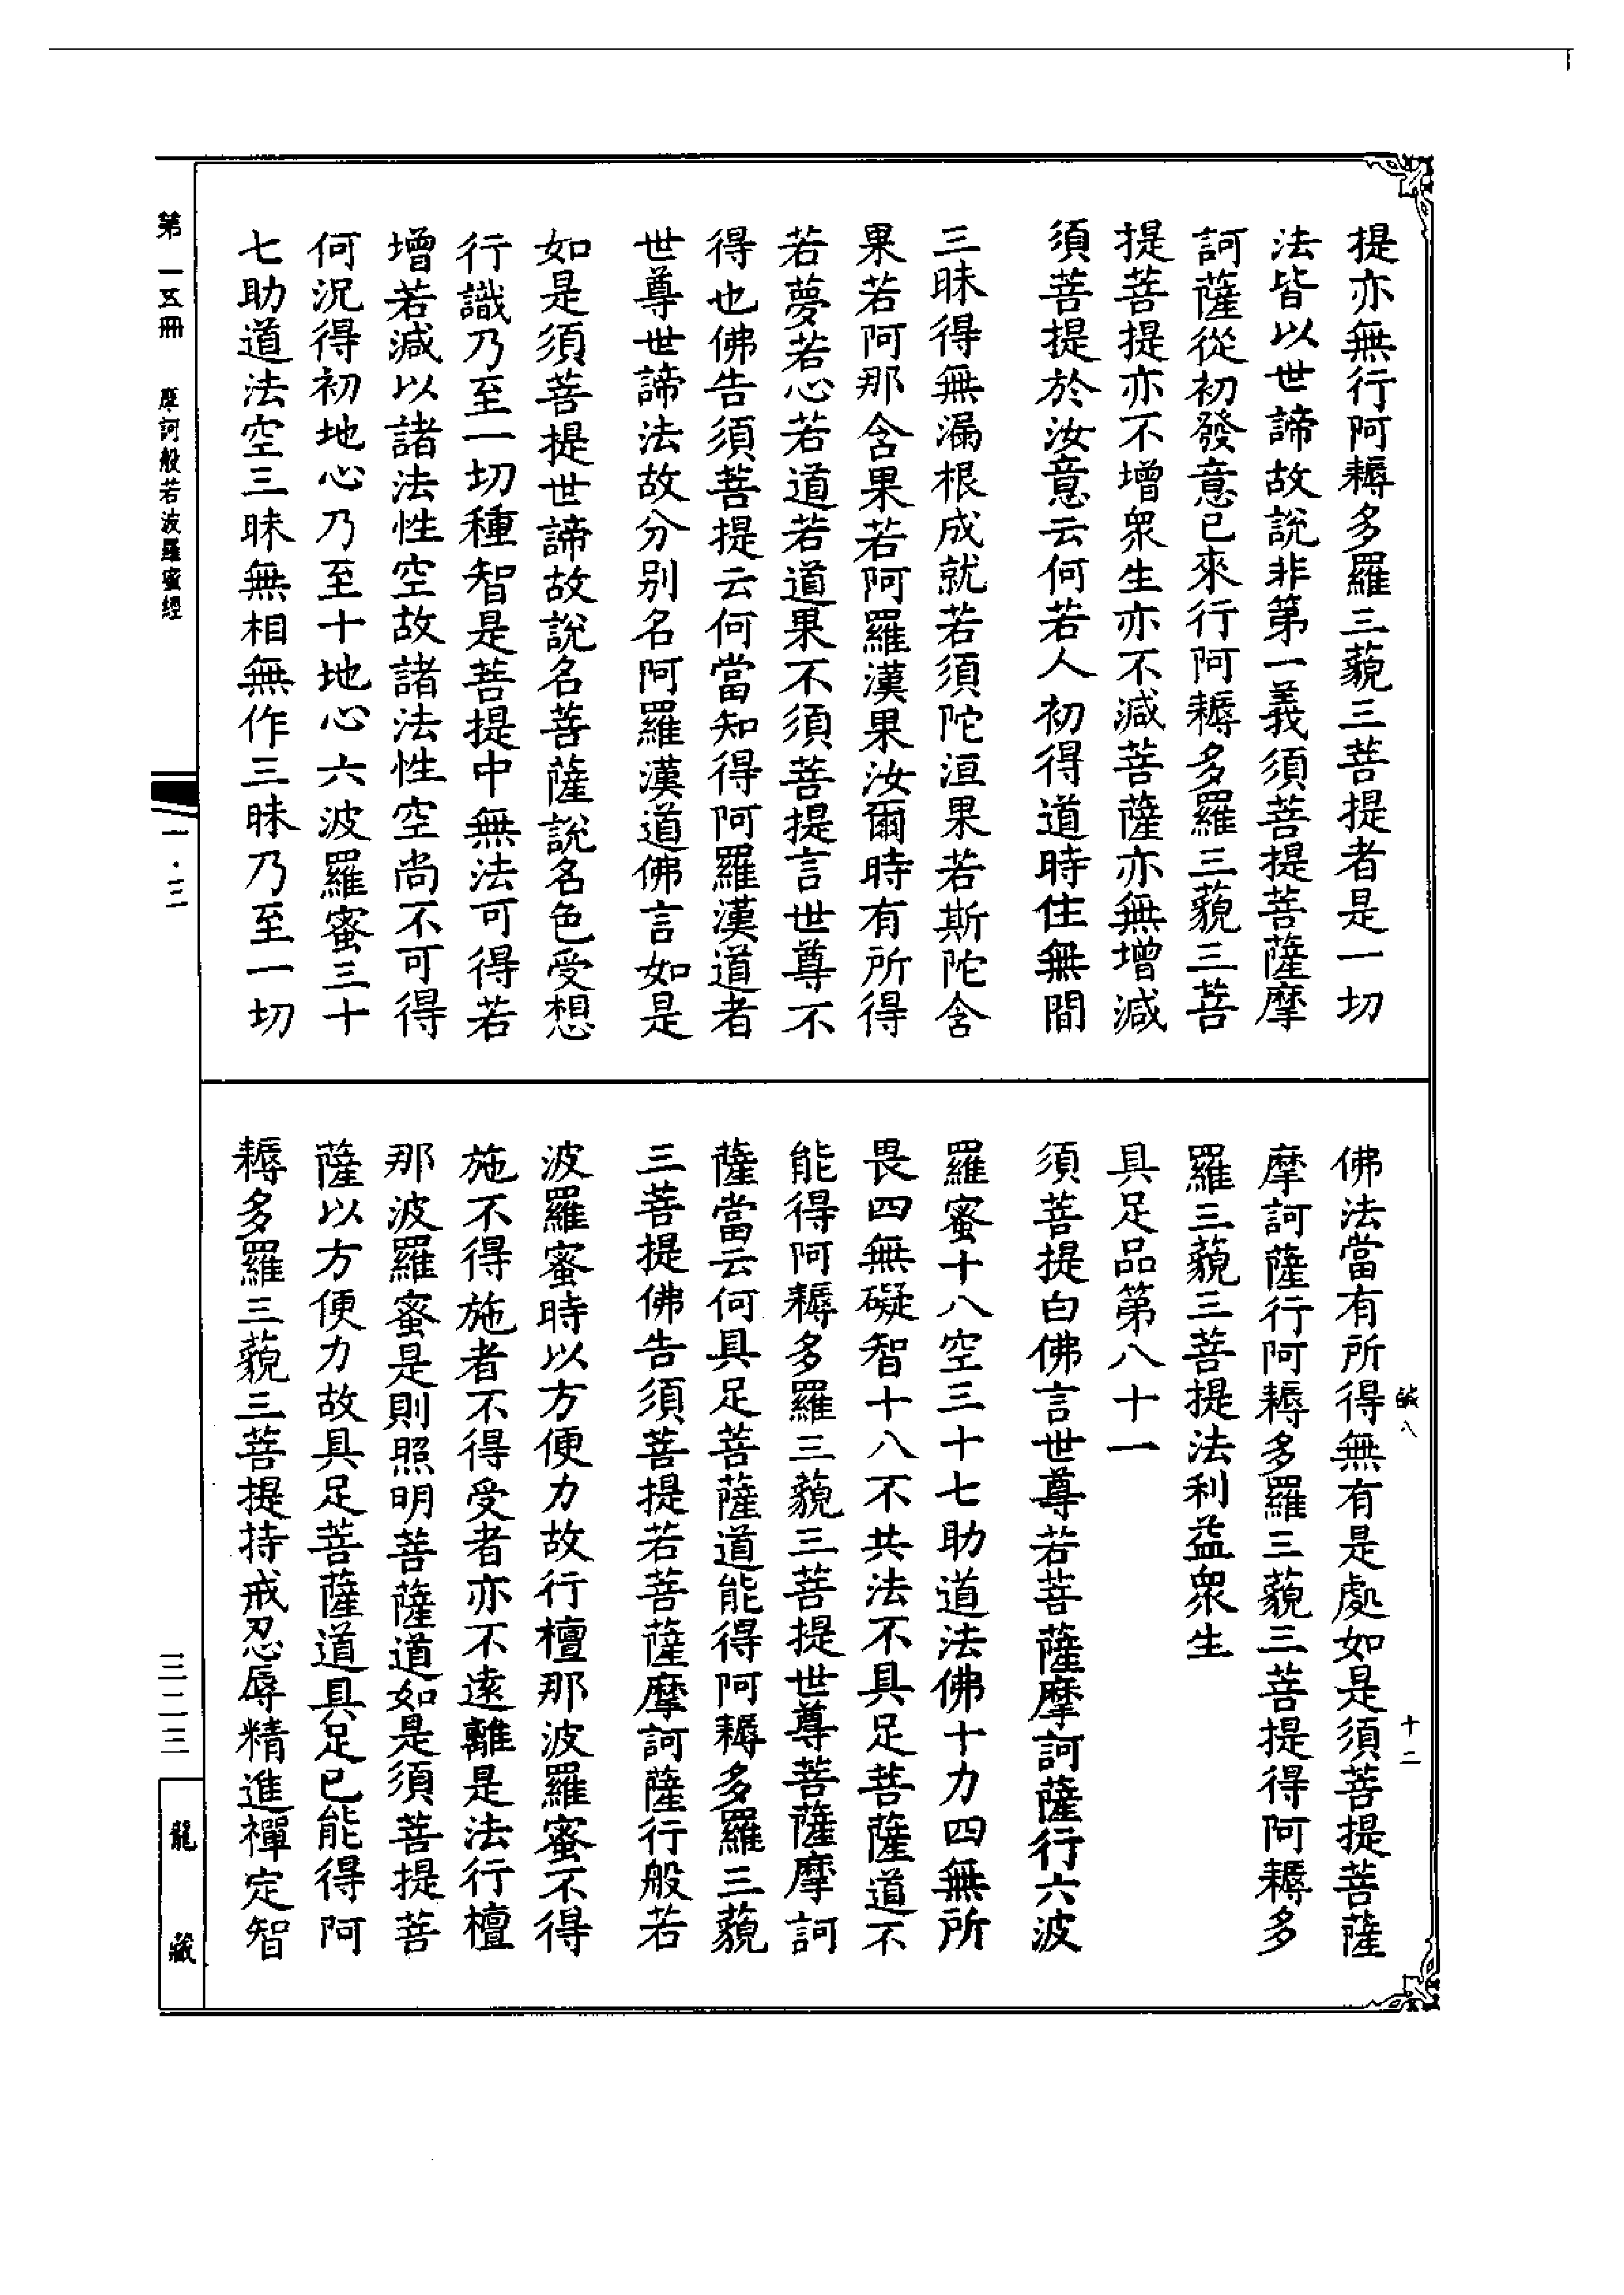 提亦無行阿耨多羅三藐三菩提者是一切
法皆以世諦故說非第一義須菩提菩薩摩
訶薩從初發意已來行阿耨多羅三藐三菩
提菩提亦不增眾生亦不減菩薩亦無增減
須菩提於汝意云何若人初得道時住無間
三昧得無漏根成就若須陀洹果若斯陀含
果若阿那含果若阿羅漢果汝爾時有所得
若夢若心若道若道果不須菩提言世尊不
得也佛告須菩提云何當知得阿羅漢道者
世尊世諦法故分別名阿羅漢道佛言如是
如是須菩提世諦故說名菩薩說名色受想
行識乃至一切種智是菩提中無法可得若
增若減以諸法性空故諸法性空尚不可得
何況得初地心乃至十地心六波羅蜜三十
七助道法空三昧無相無作三昧乃至一切
佛法當有所得無有是處如是須菩提菩薩
摩訶薩行阿耨多羅三藐三菩提得阿耨多
羅三藐三菩提法利益眾生
具足品第八十一
須菩提白佛言世尊若菩薩摩訶薩行六波
羅蜜十八空三十七助道法佛十力四無所
畏四無礙智十八不共法不具足菩薩道不
能得阿耨多羅三藐三菩提世尊菩薩摩訶
薩當云何具足菩薩道能得阿耨多羅三藐
三菩提佛告須菩提若菩薩摩訶薩行般若
波羅蜜時以方便力故行檀那波羅蜜不得
施不得施者不得受者亦不遠離是法行檀
那波羅蜜是則照明菩薩道如是須菩提菩
薩以方便力故具足菩薩道具足已能得阿
耨多羅三藐三菩提持戒忍辱精進禪定智
八
十二
第一五冊 摩訶般若波羅蜜經
一·三
三二三
龍藏